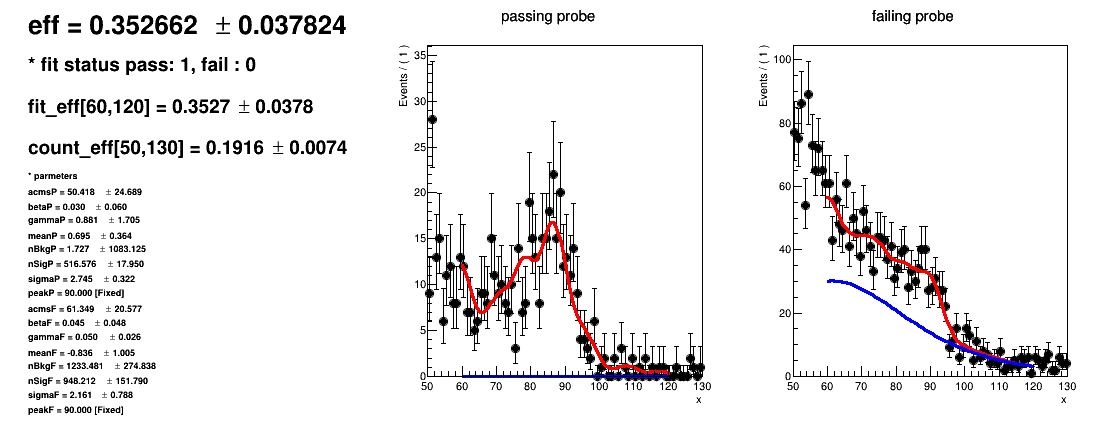 eff = 0.352662 ± 0.037824
* fit status pass: 1, fail : 0
fit_eff[60,120] = 0.3527 ± 0.0378
count_eff[50,130] = 0.1916 ± 0.0074
* parmeters
acmsP = 50.418 ± 24.689
betaP = 0.030 ± 0.060
gammaP = 0.881 ± 1.705
meanP = 0.695 ± 0.364
nBkgP = 1.727 ± 1083.125
nSigP = 516.576 ± 17.950
sigmaP = 2.745 ± 0.322
peakP = 90.000 [Fixed]
acmsF = 61.349 ± 20.577
betaF = 0.045 ± 0.048
gammaF = 0.050 ± 0.026
meanF = -0.836 ± 1.005
nBkgF = 1233.481 ± 274.838
nSigF = 948.212 ± 151.790
sigmaF = 2.161 ± 0.788
peakF = 90.000 [Fixed]
passing probe
Events / ( 1 )
35
30
25
20
15
10
5
0
50 60 70 80 90 100 110 120 130
x
failing probe
Events / ( 1 )
100
80
60
40
20
0
50 60 70 80 90 100 110 120 130
x